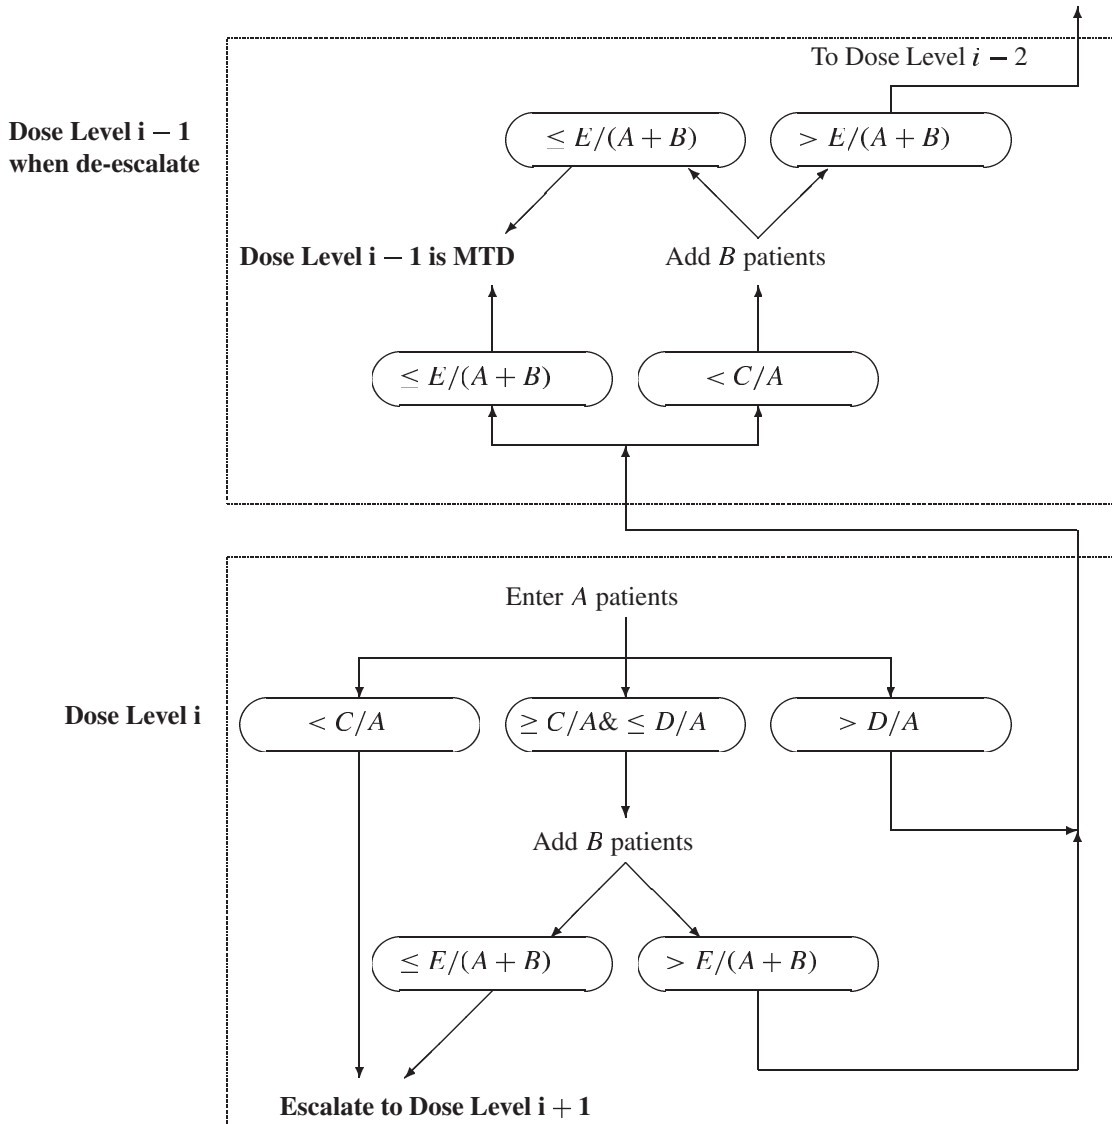 To Dose Level i − 2
Dose Level i − 1
when de-escalate
≤ E/(A + B)
> E/(A + B)
Dose Level i − 1 is MTD
Add B patients
≤ E/(A + B)
< C/A
Enter A patients
Dose Level i
< C/A
≥ C/A& ≤ D/A
> D/A
Add B patients
≤ E/(A + B)
> E/(A + B)
Escalate to Dose Level i + 1